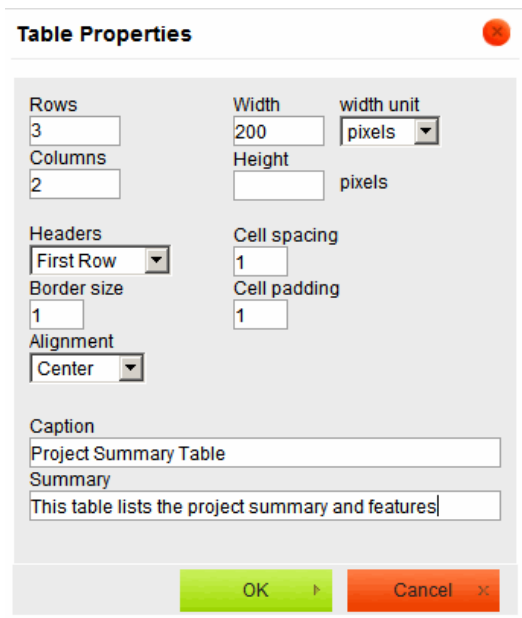 Table Properties
Rows
3
Width
200
width unit
pixels
Columns
2
Height
pixels
Headers
First Row
Cell spacing
1
Border size
1
Cell padding
1
Alignment
Center
Caption
Project Summary Table
Summary
This table lists the project summary and features
OK
Cancel